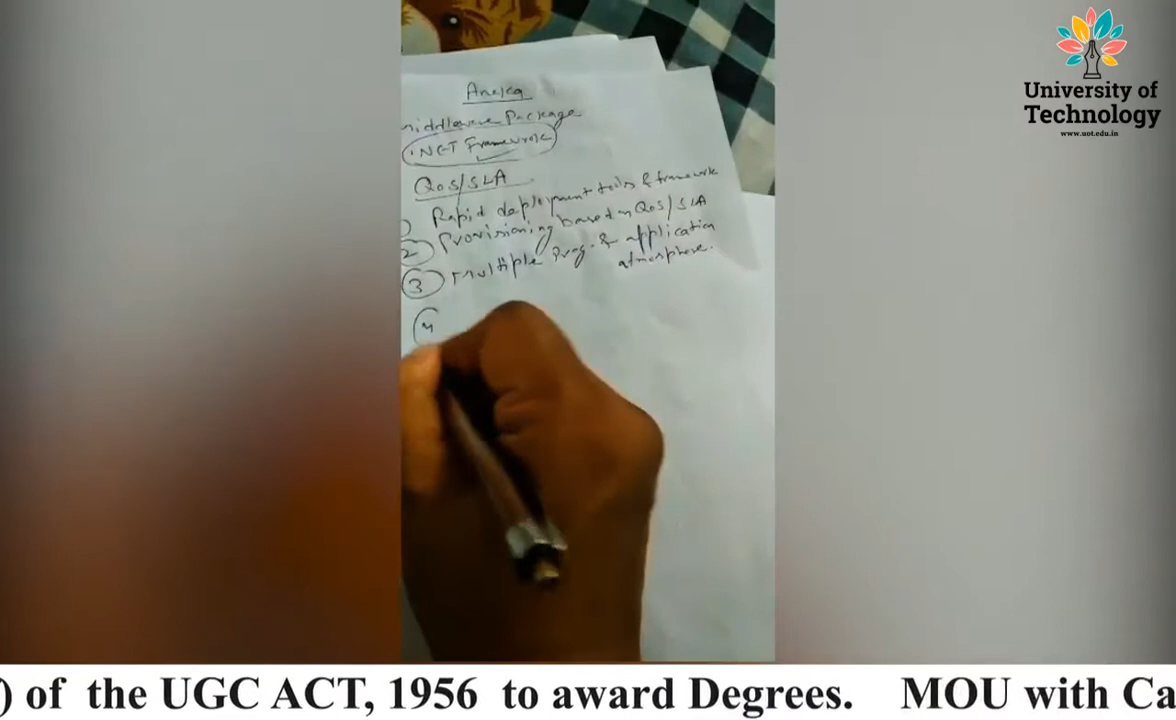 University of
Technology
www.uot.edu.in
Aneka
middleware Package
.NET Framework
QoS/SLA
) Rapid deployment tools & framework
2 Provisioning based on QoS/SLA
3 Multiple Prog. & application
atmosphere.
) of the UGC ACT, 1956 to award Degrees. MOU with Ca